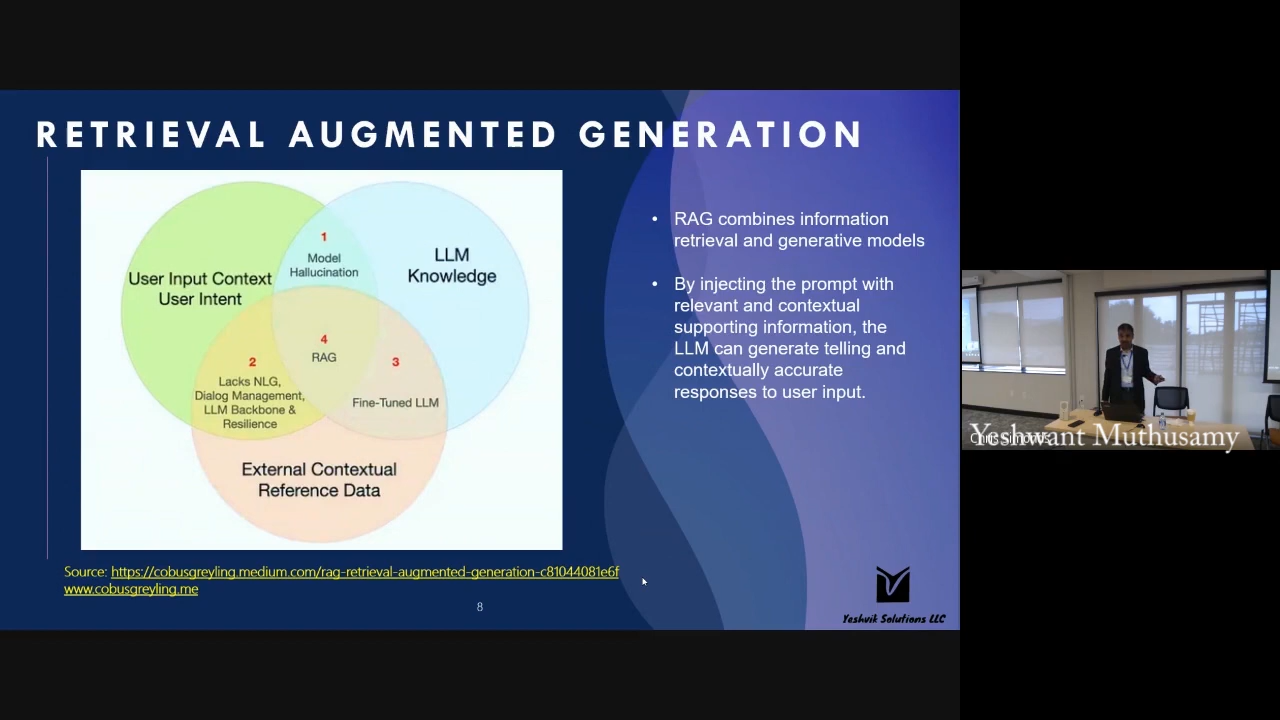 RETRIEVAL AUGMENTED GENERATION
1
Model
Hallucination
LLM
Knowledge
User Input Context
User Intent
4
RAG
2
Lacks NLG,
Dialog Management,
LLM Backbone &
Resilience
3
Fine-Tuned LLM
External Contextual
Reference Data
• RAG combines information
retrieval and generative models
• By injecting the prompt with
relevant and contextual
supporting information, the
LLM can generate telling and
contextually accurate
responses to user input.
Source: https://cobusgreyling.medium.com/rag-retrieval-augmented-generation-c81044081e6f
www.cobusgreyling.me
8
Yeshvik Solutions LLC
Yeshwant Muthusamy